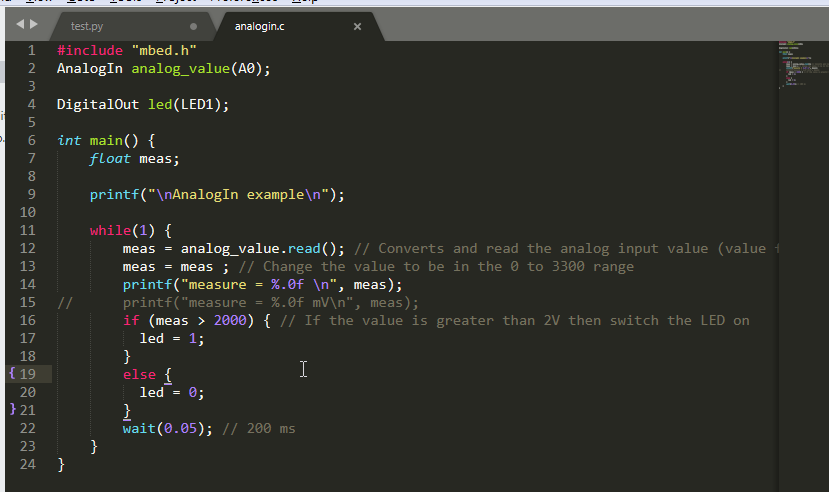 test.py
analogin.c
1 #include "mbed.h"
2 AnalogIn analog_value(A0);
3
4 DigitalOut led(LED1);
5
6 int main() {
7 float meas;
8
9 printf("\nAnalogIn example\n");
10
11 while(1) {
12 meas = analog_value.read(); // Converts and read the analog input value (value
13 meas = meas ; // Change the value to be in the 0 to 3300 range
14 printf("measure = %.0f \n", meas);
15 // printf("measure = %.0f mV\n", meas);
16 if (meas > 2000) { // If the value is greater than 2V then switch the LED on
17 led = 1;
18 }
19 else {
20 led = 0;
21 }
22 wait(0.05); // 200 ms
23 }
24 }